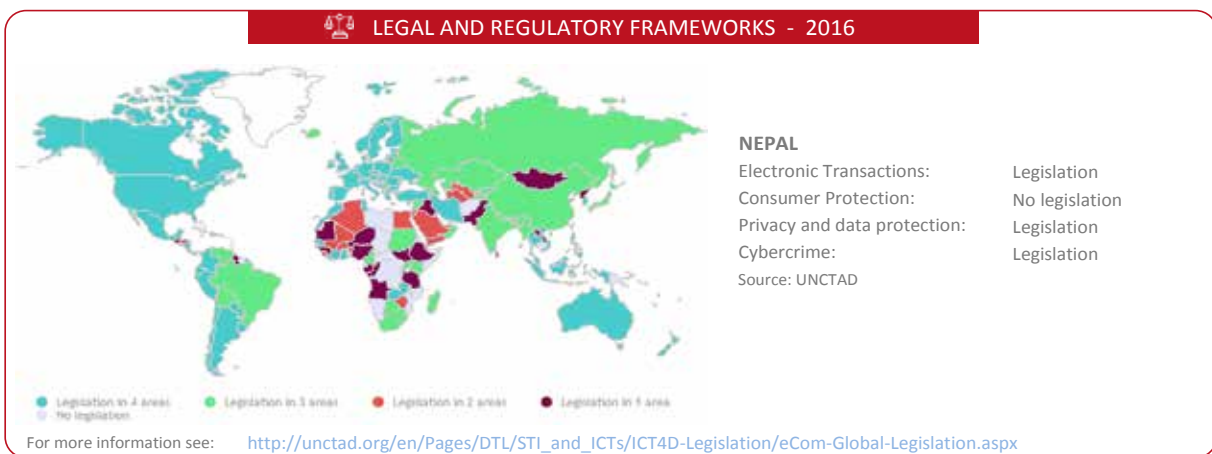 LEGAL AND REGULATORY FRAMEWORKS - 2016
NEPAL
Electronic Transactions: Legislation
Consumer Protection: No legislation
Privacy and data protection: Legislation
Cybercrime: Legislation
Source: UNCTAD
Legislation in 4 areas Legislation in 3 areas Legislation in 2 areas Legislation in 1 area
No legislation
For more information see: http://unctad.org/en/Pages/DTL/STI_and_ICTs/ICT4D-Legislation/eCom-Global-Legislation.aspx